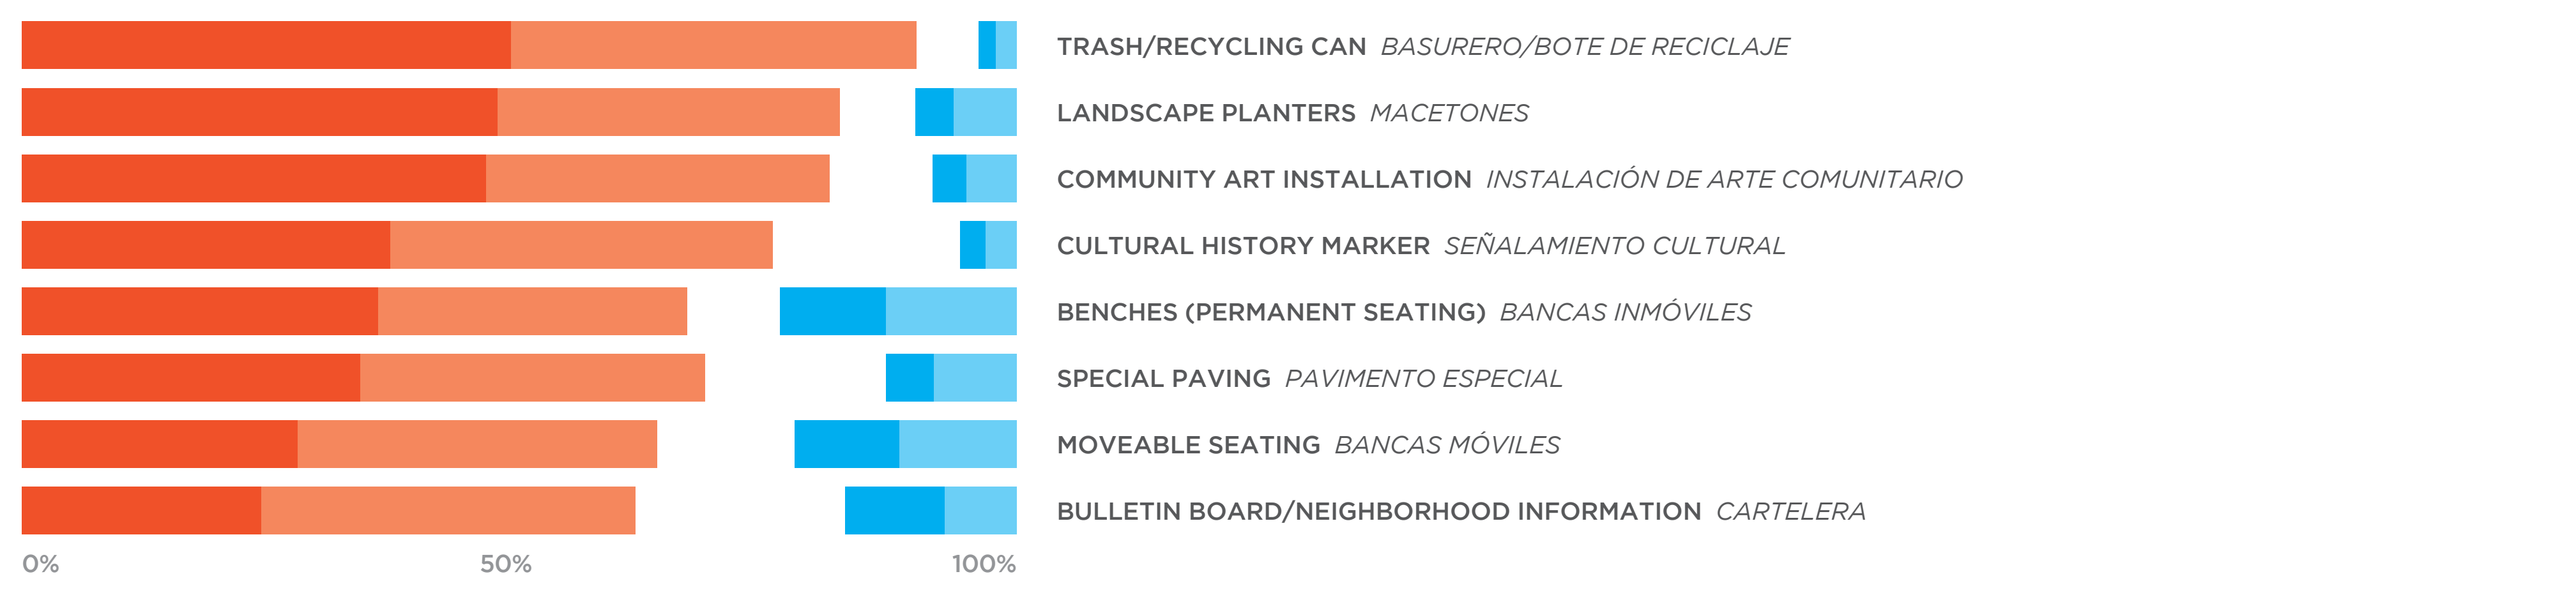 TRASH/RECYCLING CAN BASURERO/BOTE DE RECICLAJE
LANDSCAPE PLANTERS MACETONES
COMMUNITY ART INSTALLATION INSTALACIÓN DE ARTE COMUNITARIO
CULTURAL HISTORY MARKER SEÑALAMIENTO CULTURAL
BENCHES (PERMANENT SEATING) BANCAS INMÓVILES
SPECIAL PAVING PAVIMENTO ESPECIAL
MOVEABLE SEATING BANCAS MÓVILES
BULLETIN BOARD/NEIGHBORHOOD INFORMATION CARTELERA
0% 50% 100%